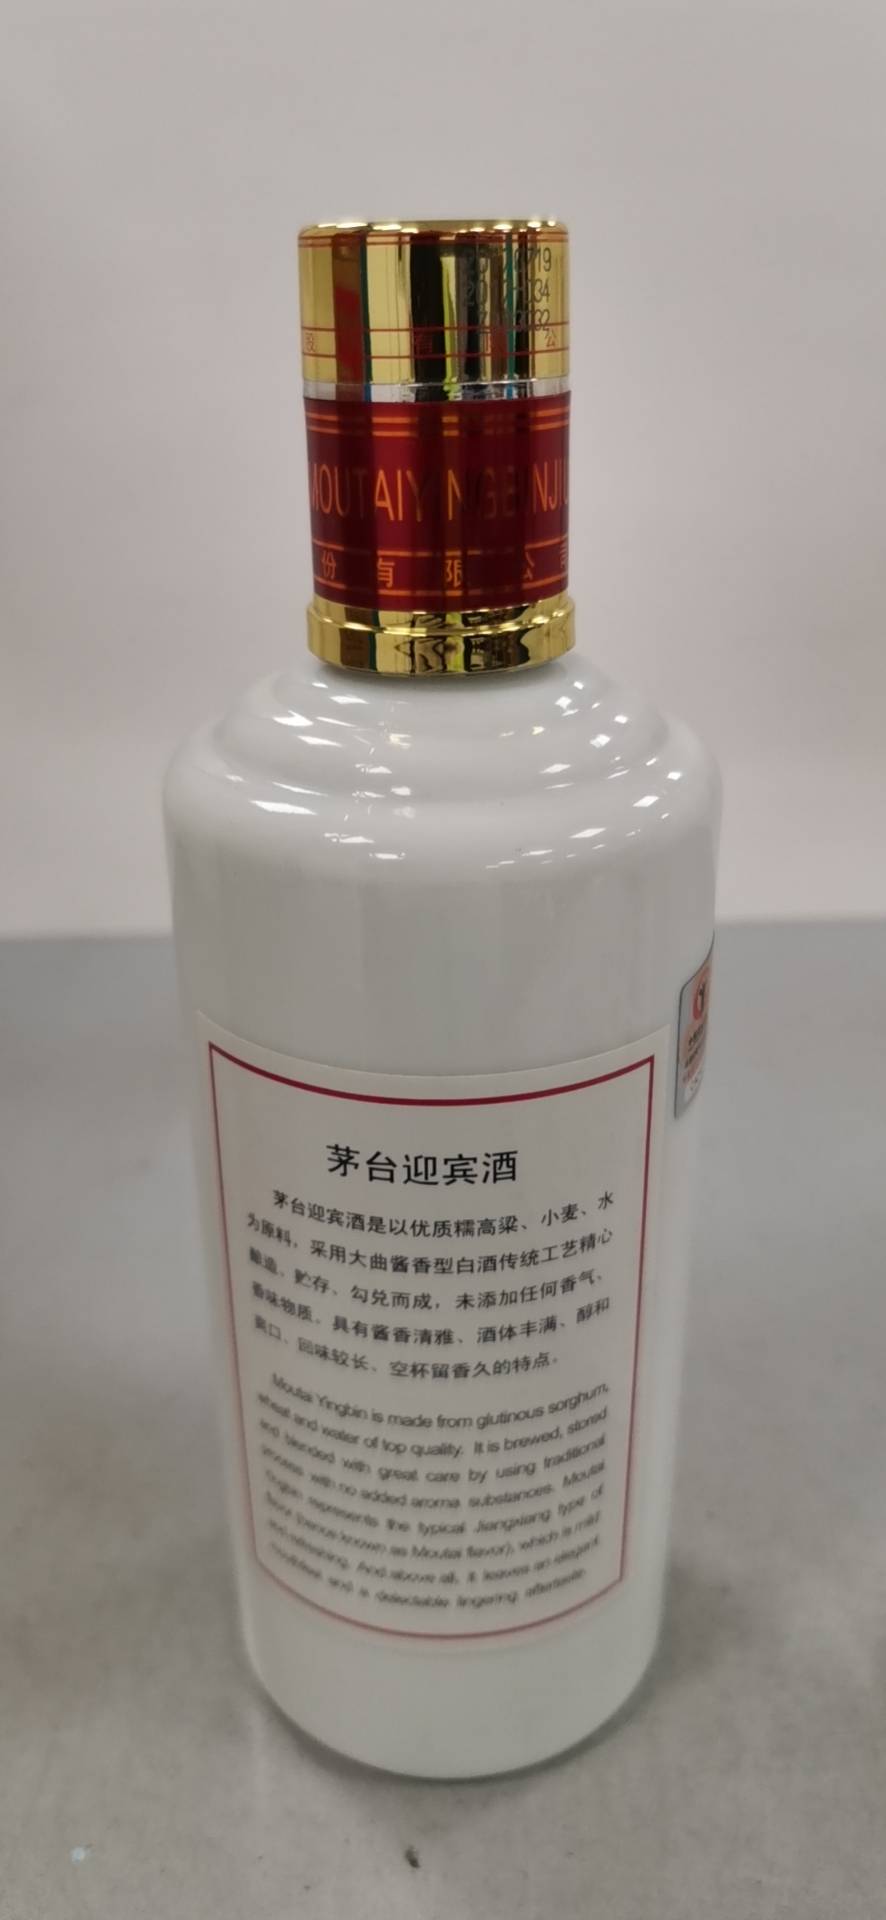 股 有 限 公
MOUTAIYINGBINJIU
份 有 限 公 司
茅台迎宾酒
茅台迎宾酒是以优质糯高粱、小麦、水
为原料，采用大曲酱香型白酒传统工艺精心
酿造、贮存、勾兑而成，未添加任何香气、
香味物质。具有酱香清雅、酒体丰满、醇和
爽口、回味较长、空杯留香久的特点。
Moutai Yingbin is made from glutinous sorghum,
wheat and water of top quality. It is brewed, stored
and blended with great care by using traditional
process with no added aroma substances. Moutai
Yingbin represents the typical Jiangxiang type of
flavor (penus known as Moutai flavor), which is mild
and refreshing. And above all, it leaves an elegant
mouthfeel and a delectable lingering aftertaste.